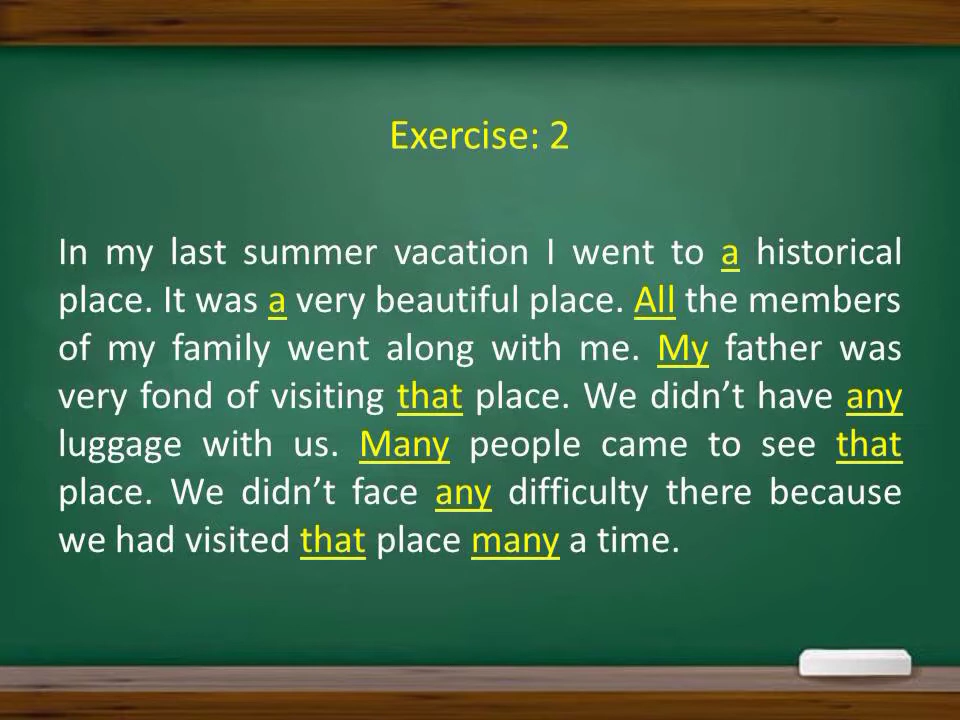 Exercise: 2
In my last summer vacation I went to a historical
place. It was a very beautiful place. All the members
of my family went along with me. My father was
very fond of visiting that place. We didn’t have any
luggage with us. Many people came to see that
place. We didn’t face any difficulty there because
we had visited that place many a time.